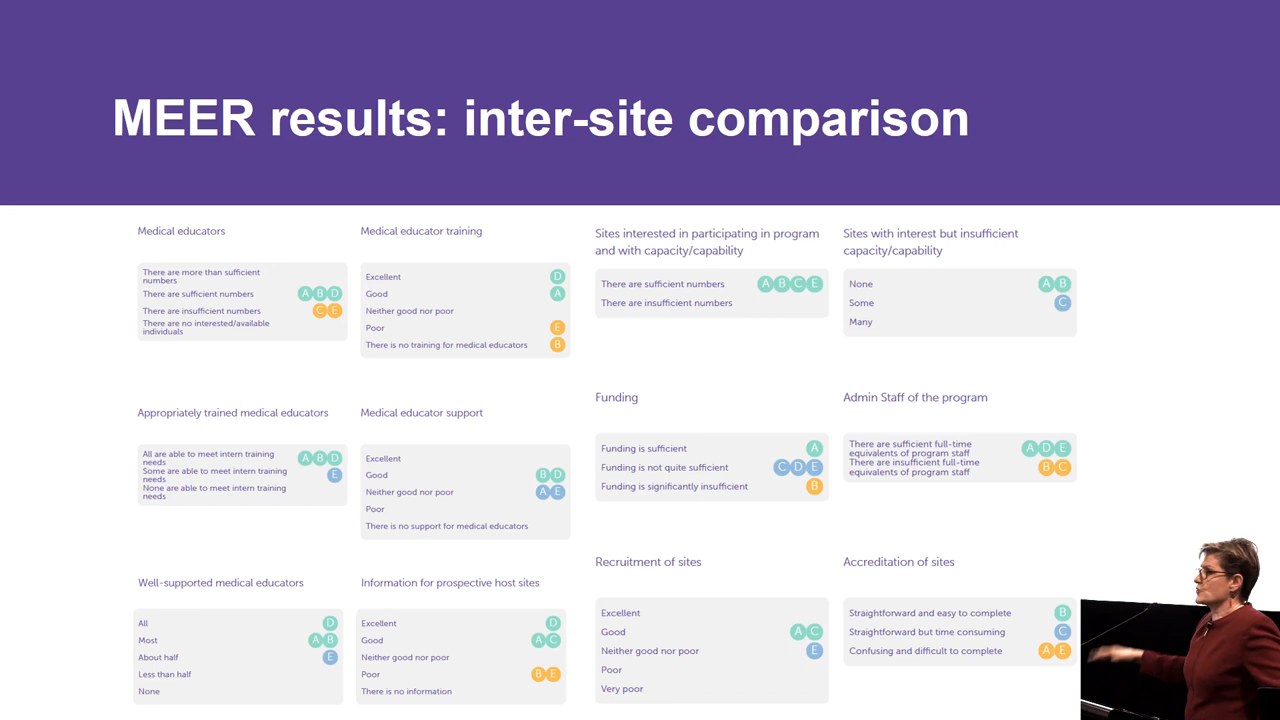 MEER results: inter-site comparison
Medical educators
There are more than sufficient
numbers
There are sufficient numbers A B D
There are insufficient numbers C E
There are no interested/available
individuals
Medical educator training
Excellent D
Good A
Neither good nor poor
Poor E
There is no training for medical educators B
Sites interested in participating in program
and with capacity/capability
There are sufficient numbers A B C E
There are insufficient numbers
Sites with interest but insufficient
capacity/capability
None A B
Some C
Many
Appropriately trained medical educators
All are able to meet intern training
needs A B D
Some are able to meet intern training
needs E
None are able to meet intern training
needs
Medical educator support
Excellent
Good B D
Neither good nor poor A E
Poor
There is no support for medical educators
Funding
Funding is sufficient A
Funding is not quite sufficient C D E
Funding is significantly insufficient B
Admin Staff of the program
There are sufficient full-time
equivalents of program staff A D E
There are insufficient full-time
equivalents of program staff B C
Well-supported medical educators
All D
Most A B
About half E
Less than half
None
Information for prospective host sites
Excellent D
Good A C
Neither good nor poor
Poor B E
There is no information
Recruitment of sites
Excellent
Good A C
Neither good nor poor E
Poor
Very poor
Accreditation of sites
Straightforward and easy to complete B
Straightforward but time consuming C
Confusing and difficult to complete A E